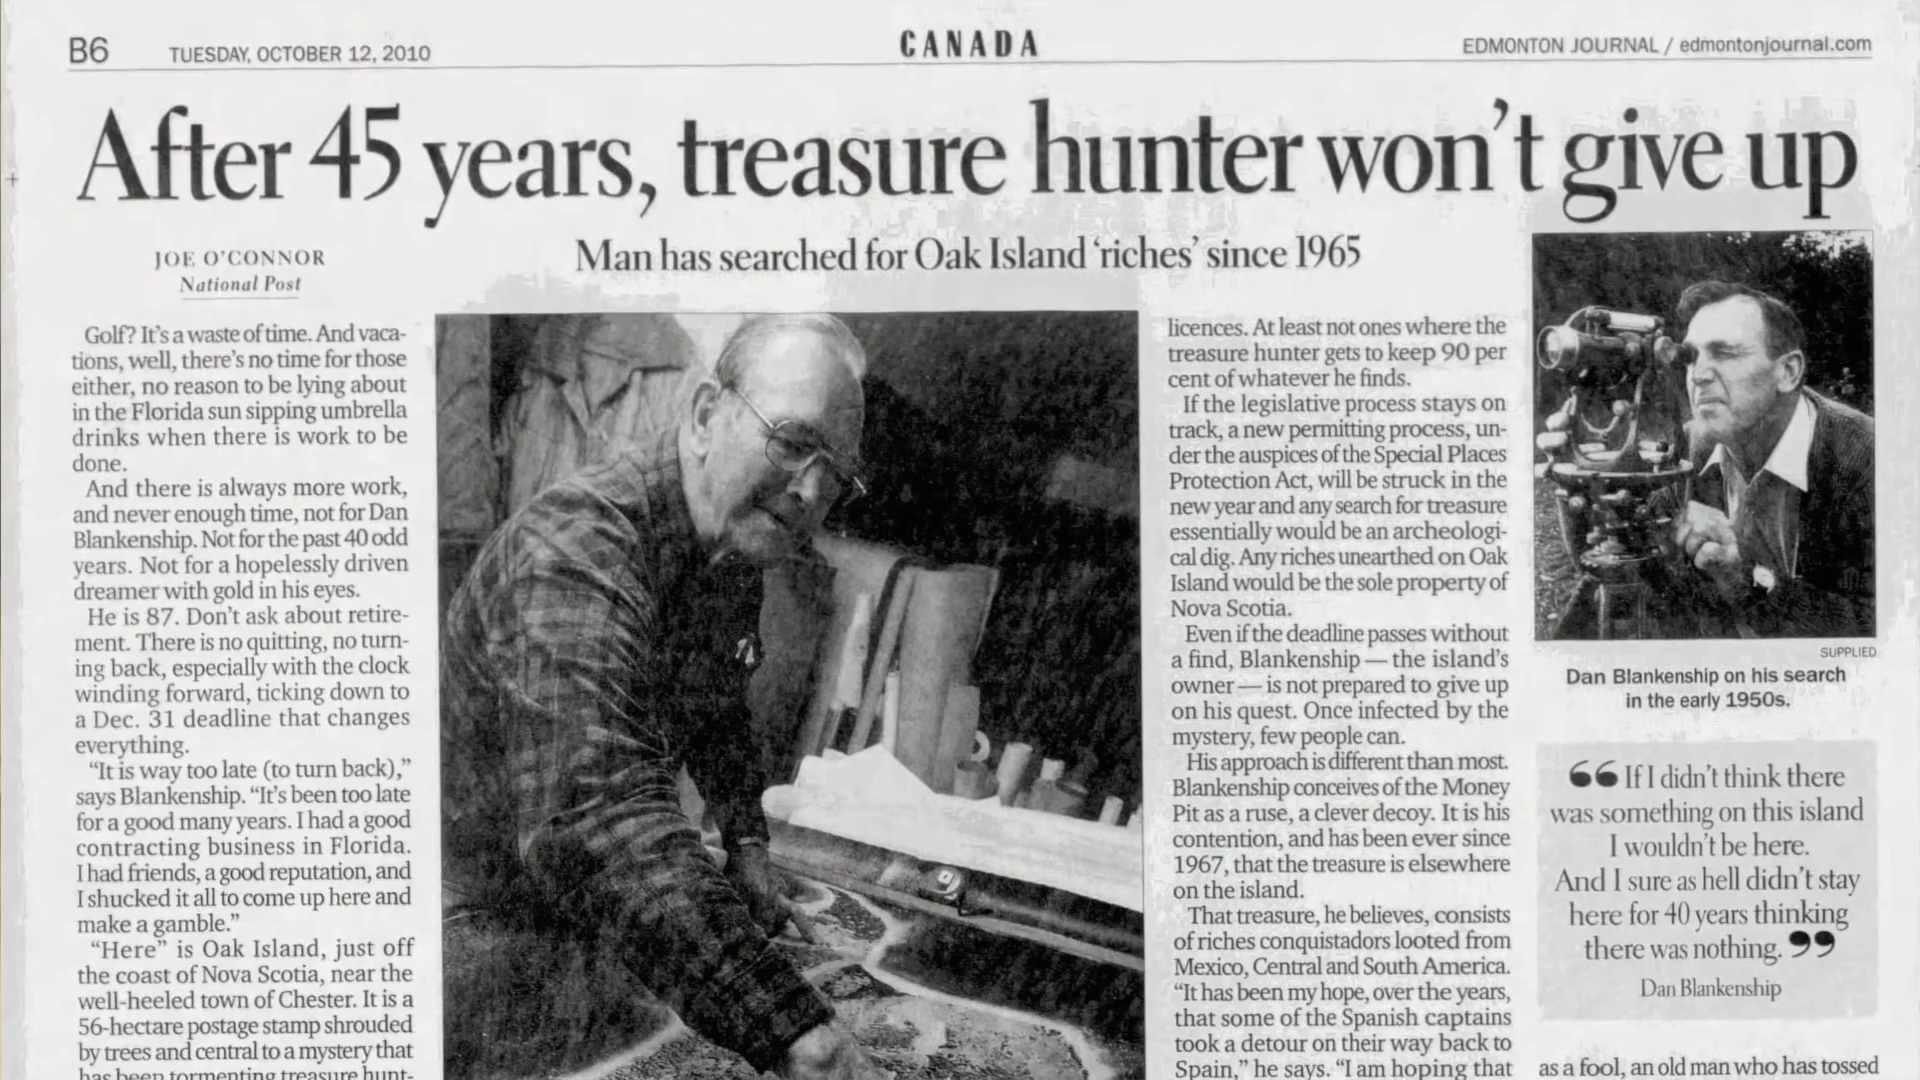 B6
TUESDAY, OCTOBER 12, 2010
CANADA
EDMONTON JOURNAL / edmontonjournal.com
After 45 years, treasure hunter won't give up
Man has searched for Oak Island ‘riches’ since 1965
JOE O'CONNOR
National Post
Golf? It's a waste of time. And vaca-
tions, well, there's no time for those
either, no reason to be lying about
in the Florida sun sipping umbrella
drinks when there is work to be
done.
And there is always more work,
and never enough time, not for Dan
Blankenship. Not for the past 40 odd
years. Not for a hopelessly driven
dreamer with gold in his eyes.
He is 87. Don't ask about retire-
ment. There is no quitting, no turn-
ing back, especially with the clock
winding forward, ticking down to
a Dec. 31 deadline that changes
everything.
“It is way too late (to turn back),”
says Blankenship. “It's been too late
for a good many years. I had a good
contracting business in Florida.
I had friends, a good reputation, and
I shucked it all to come up here and
make a gamble.”
“Here” is Oak Island, just off
the coast of Nova Scotia, near the
well-heeled town of Chester. It is a
56-hectare postage stamp shrouded
by trees and central to a mystery that
has been tormenting treasure hunt-
9
licences. At least not ones where the
treasure hunter gets to keep 90 per
cent of whatever he finds.
If the legislative process stays on
track, a new permitting process, un-
der the auspices of the Special Places
Protection Act, will be struck in the
new year and any search for treasure
essentially would be an archeologi-
cal dig. Any riches unearthed on Oak
Island would be the sole property of
Nova Scotia.
Even if the deadline passes without
a find, Blankenship — the island's
owner — is not prepared to give up
on his quest. Once infected by the
mystery, few people can.
His approach is different than most.
Blankenship conceives of the Money
Pit as a ruse, a clever decoy. It is his
contention, and has been ever since
1967, that the treasure is elsewhere
on the island.
That treasure, he believes, consists
of riches conquistadors looted from
Mexico, Central and South America.
“It has been my hope, over the years,
that some of the Spanish captains
took a detour on their way back to
Spain,” he says. “I am hoping that
SUPPLIED
Dan Blankenship on his search
in the early 1950s.
“If I didn't think there
was something on this island
I wouldn't be here.
And I sure as hell didn't stay
here for 40 years thinking
there was nothing.”
Dan Blankenship
as a fool, an old man who has tossed